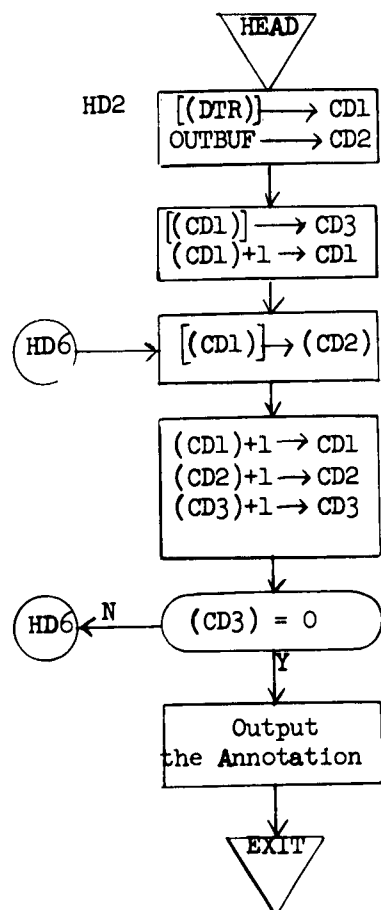 HEAD
HD2
[(DTR)] → CD1
OUTBUF → CD2
[(CD1)] → CD3
(CD1)+1 → CD1
HD6
[(CD1)] → (CD2)
(CD1)+1 → CD1
(CD2)+1 → CD2
(CD3)+1 → CD3
HD6
N
(CD3) = 0
Y
Output
the Annotation
EXIT